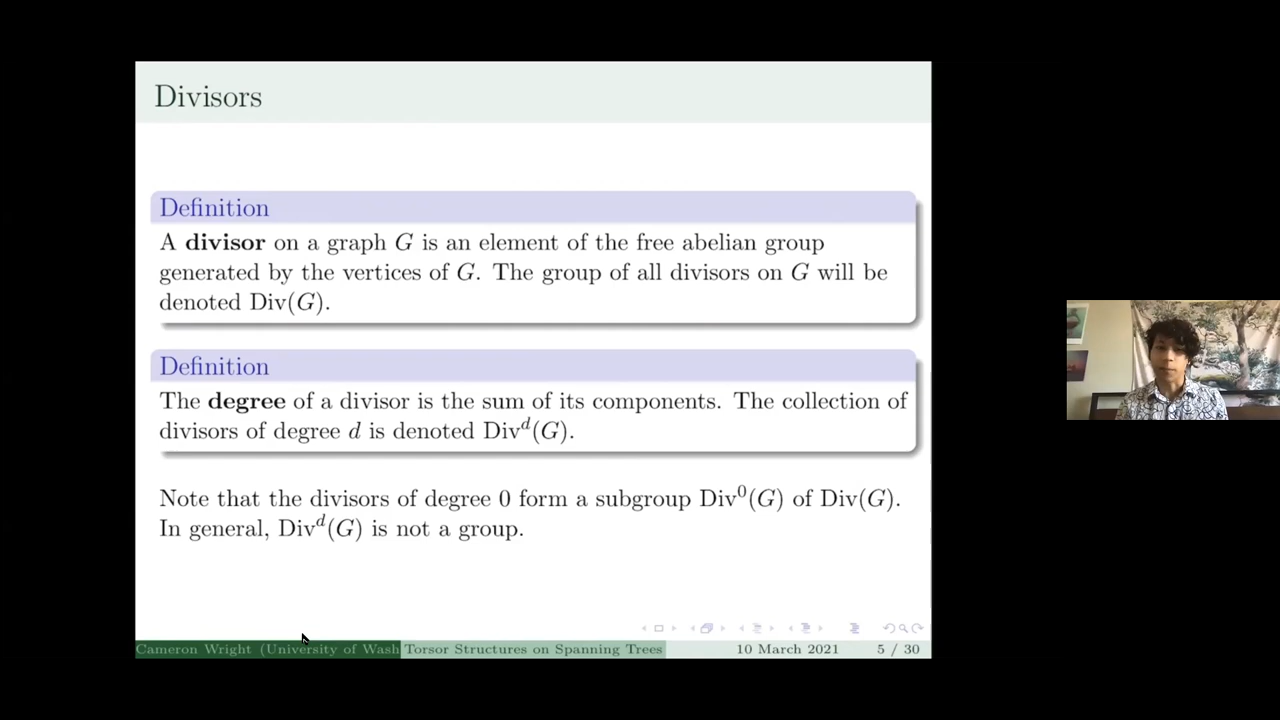 Divisors
Definition
A divisor on a graph G is an element of the free abelian group
generated by the vertices of G. The group of all divisors on G will be
denoted Div(G).
Definition
The degree of a divisor is the sum of its components. The collection of
divisors of degree d is denoted Div^d(G).
Note that the divisors of degree 0 form a subgroup Div^0(G) of Div(G).
In general, Div^d(G) is not a group.
Cameron Wright (University of Wash Torsor Structures on Spanning Trees 10 March 2021 5 / 30